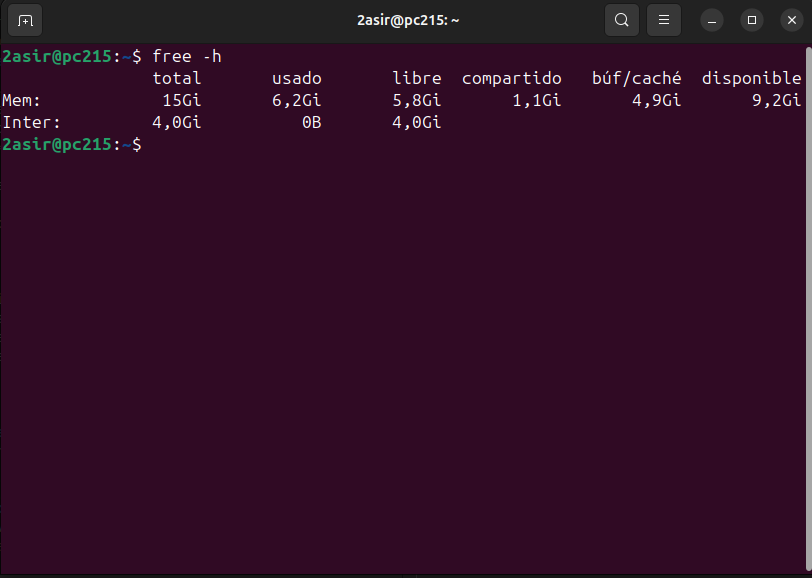 2asir@pc215: ~
2asir@pc215:~$ free -h
total usado libre compartido búf/caché disponible
Mem: 15Gi 6,2Gi 5,8Gi 1,1Gi 4,9Gi 9,2Gi
Inter: 4,0Gi 0B 4,0Gi
2asir@pc215:~$